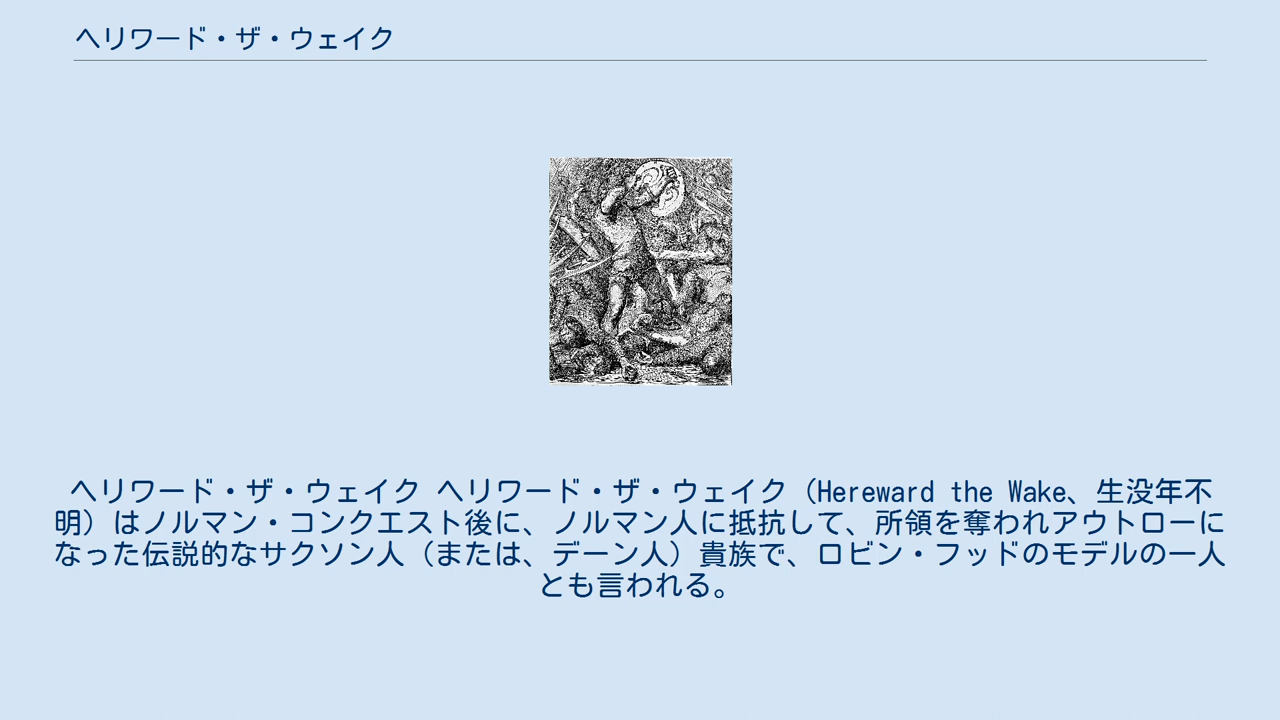 ヘリワード・ザ・ウェイク
ヘリワード・ザ・ウェイク ヘリワード・ザ・ウェイク（Hereward the Wake、生没年不
明）はノルマン・コンクエスト後に、ノルマン人に抵抗して、所領を奪われアウトローに
なった伝説的なサクソン人（または、デーン人）貴族で、ロビン・フッドのモデルの一人
とも言われる。